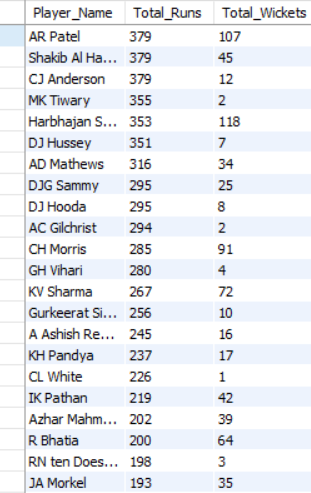 Player_Name Total_Runs Total_Wickets
AR Patel 379 107
Shakib Al Ha... 379 45
CJ Anderson 379 12
MK Tiwary 355 2
Harbhajan S... 353 118
DJ Hussey 351 7
AD Mathews 316 34
DJG Sammy 295 25
DJ Hooda 295 8
AC Gilchrist 294 2
CH Morris 285 91
GH Vihari 280 4
KV Sharma 267 72
Gurkeerat Si... 256 10
A Ashish Re... 245 16
KH Pandya 237 17
CL White 226 1
IK Pathan 219 42
Azhar Mahm... 202 39
R Bhatia 200 64
RN ten Does... 198 3
JA Morkel 193 35